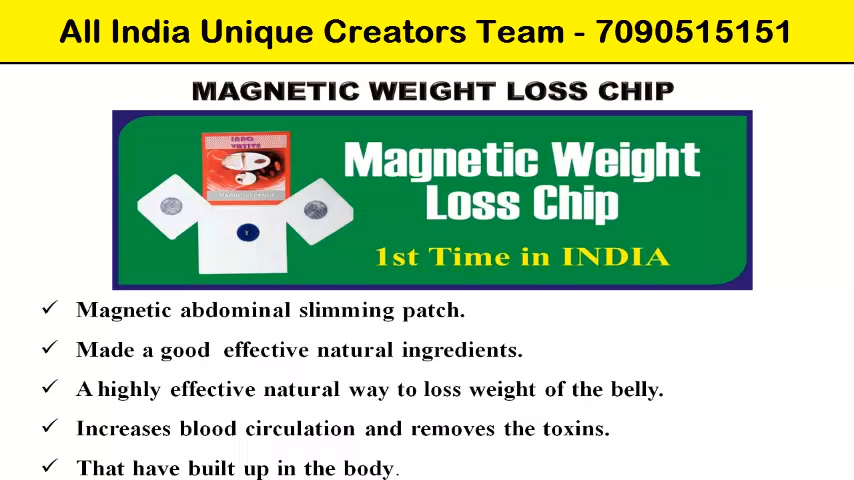 All India Unique Creators Team - 7090515151
MAGNETIC WEIGHT LOSS CHIP
Magnetic Weight
Loss Chip
1st Time in INDIA
Magnetic abdominal slimming patch.
Made a good effective natural ingredients.
A highly effective natural way to loss weight of the belly.
Increases blood circulation and removes the toxins.
That have built up in the body.